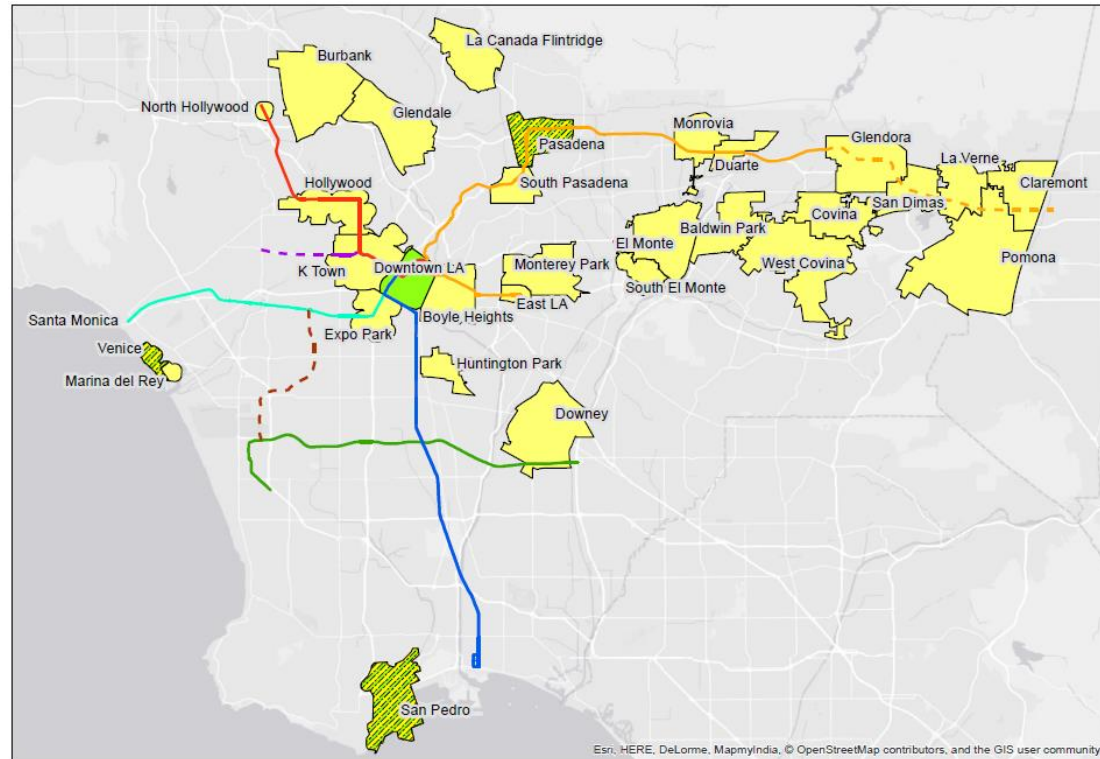 La Canada Flintridge
Burbank
North Hollywood
Glendale
Monrovia
Glendora
Pasadena
La Verne
Duarte
Hollywood
South Pasadena
Claremont
San Dimas
Covina
El Monte
Baldwin Park
K Town
Downtown LA
Monterey Park
West Covina
Pomona
South El Monte
East LA
Santa Monica
Boyle Heights
Expo Park
Venice
Huntington Park
Marina del Rey
Downey
San Pedro
Esri, HERE, DeLorme, MapmyIndia, © OpenStreetMap contributors, and the GIS user community